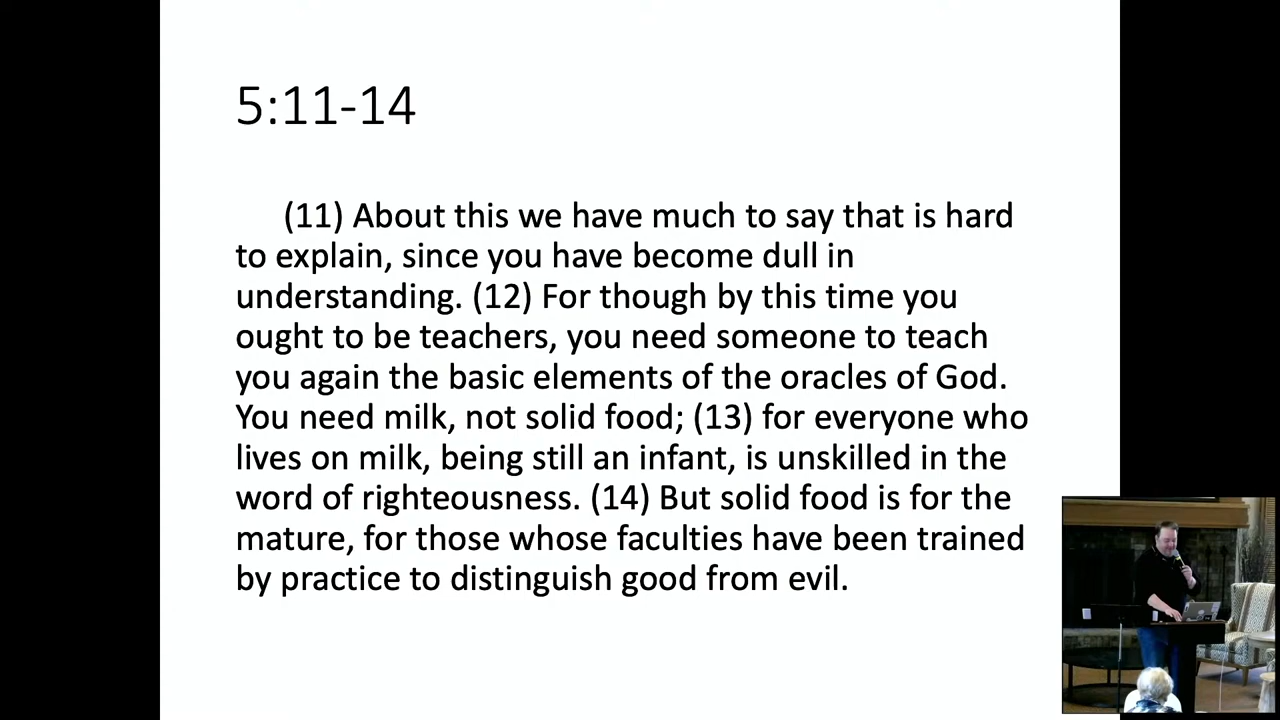 5:11-14
(11) About this we have much to say that is hard
to explain, since you have become dull in
understanding. (12) For though by this time you
ought to be teachers, you need someone to teach
you again the basic elements of the oracles of God.
You need milk, not solid food; (13) for everyone who
lives on milk, being still an infant, is unskilled in the
word of righteousness. (14) But solid food is for the
mature, for those whose faculties have been trained
by practice to distinguish good from evil.